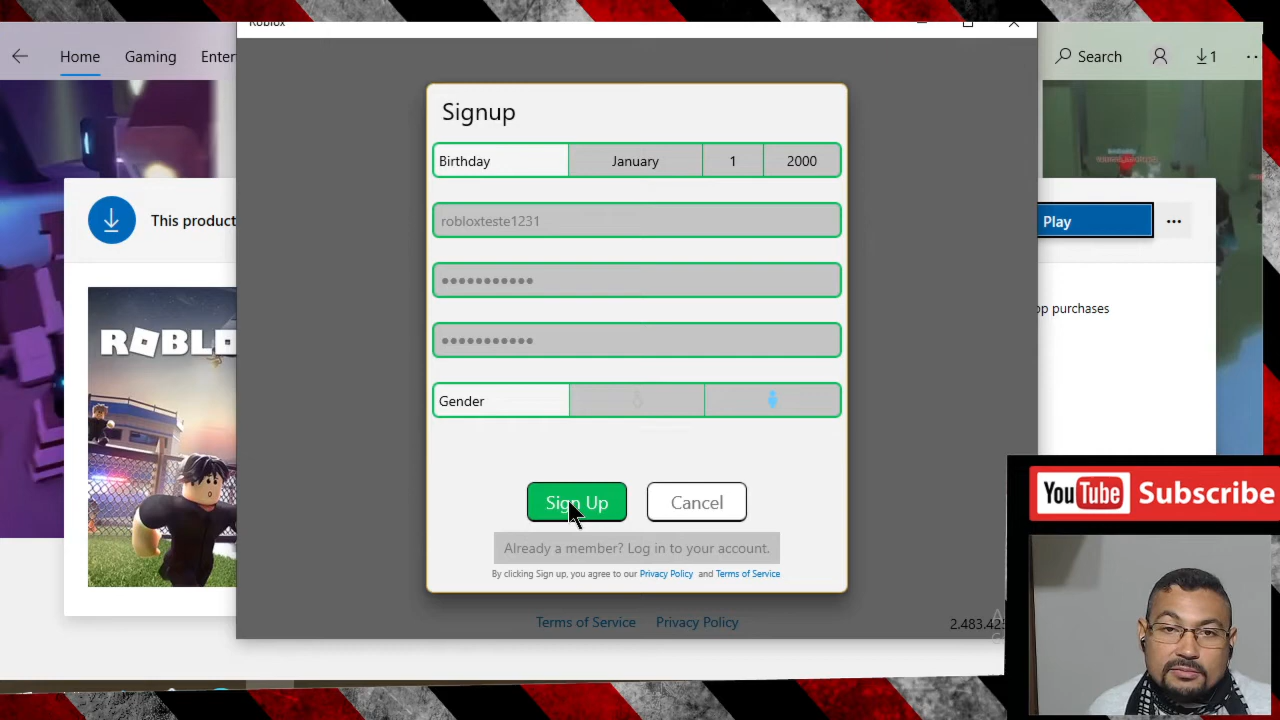 Roblox
Home Gaming Enter
Search 1
Signup
Birthday January 1 2000
robloxteste1231
This product
Play
ROBLO
op purchases
Gender
Sign Up Cancel
Already a member? Log in to your account.
By clicking Sign up, you agree to our Privacy Policy and Terms of Service
Terms of Service Privacy Policy
2.483.42
YouTube Subscribe